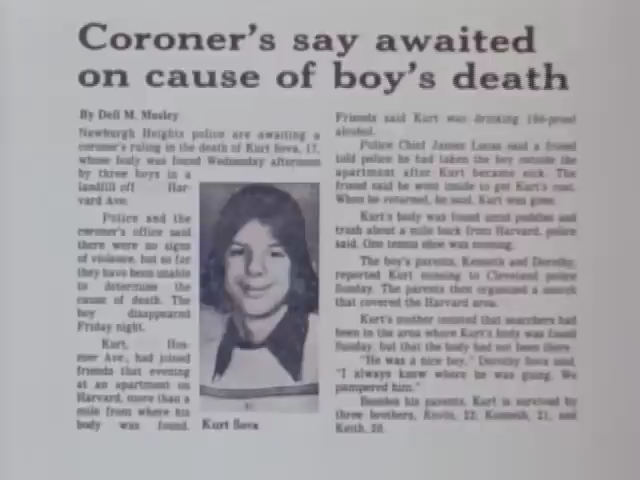 Coroner's say awaited
on cause of boy's death
By Dell M. Mosley
Newburgh Heights police are awaiting a
coroner's ruling in the death of Kurt Sova, 17,
whose body was found Wednesday afternoon
by three boys in a
landfill off Har-
vard Ave.
Police and the
coroner's office said
there were no signs
of violence, but so far
they have been unable
to determine the
cause of death. The
boy disappeared
Friday night.
Kurt,
Ave., had joined
friends that evening
at an apartment on
Harvard, more than a
mile from where his
body was found.
Kurt Sova
Friends said Kurt was drinking
alcohol.
Police Chief James Lucas said a friend
told police he had taken the boy outside the
apartment after Kurt became sick. The
friend said he went inside to get Kurt's coat.
When he returned, he said, Kurt was gone.
Kurt's body was found amid puddles and
trash about a mile back from Harvard, police
said. One tennis shoe was missing.
The boy's parents, Kenneth and Dorothy,
reported Kurt missing to Cleveland police
Sunday. The parents then organized a search
that covered the Harvard area.
Kurt's mother insisted that searchers had
been in the area where Kurt's body was found
Sunday, but that the body had not been there.
"He was a nice boy," Dorothy Sova said.
"I always knew where he was going. We
pampered him."
Besides his parents, Kurt is survived by
three brothers, Kevin, 22, Kenneth, 21, and
Keith,